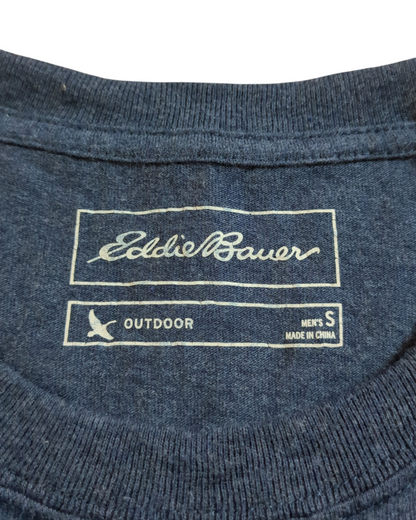 Eddie Bauer
OUTDOOR
MEN'S S
MADE IN CHINA